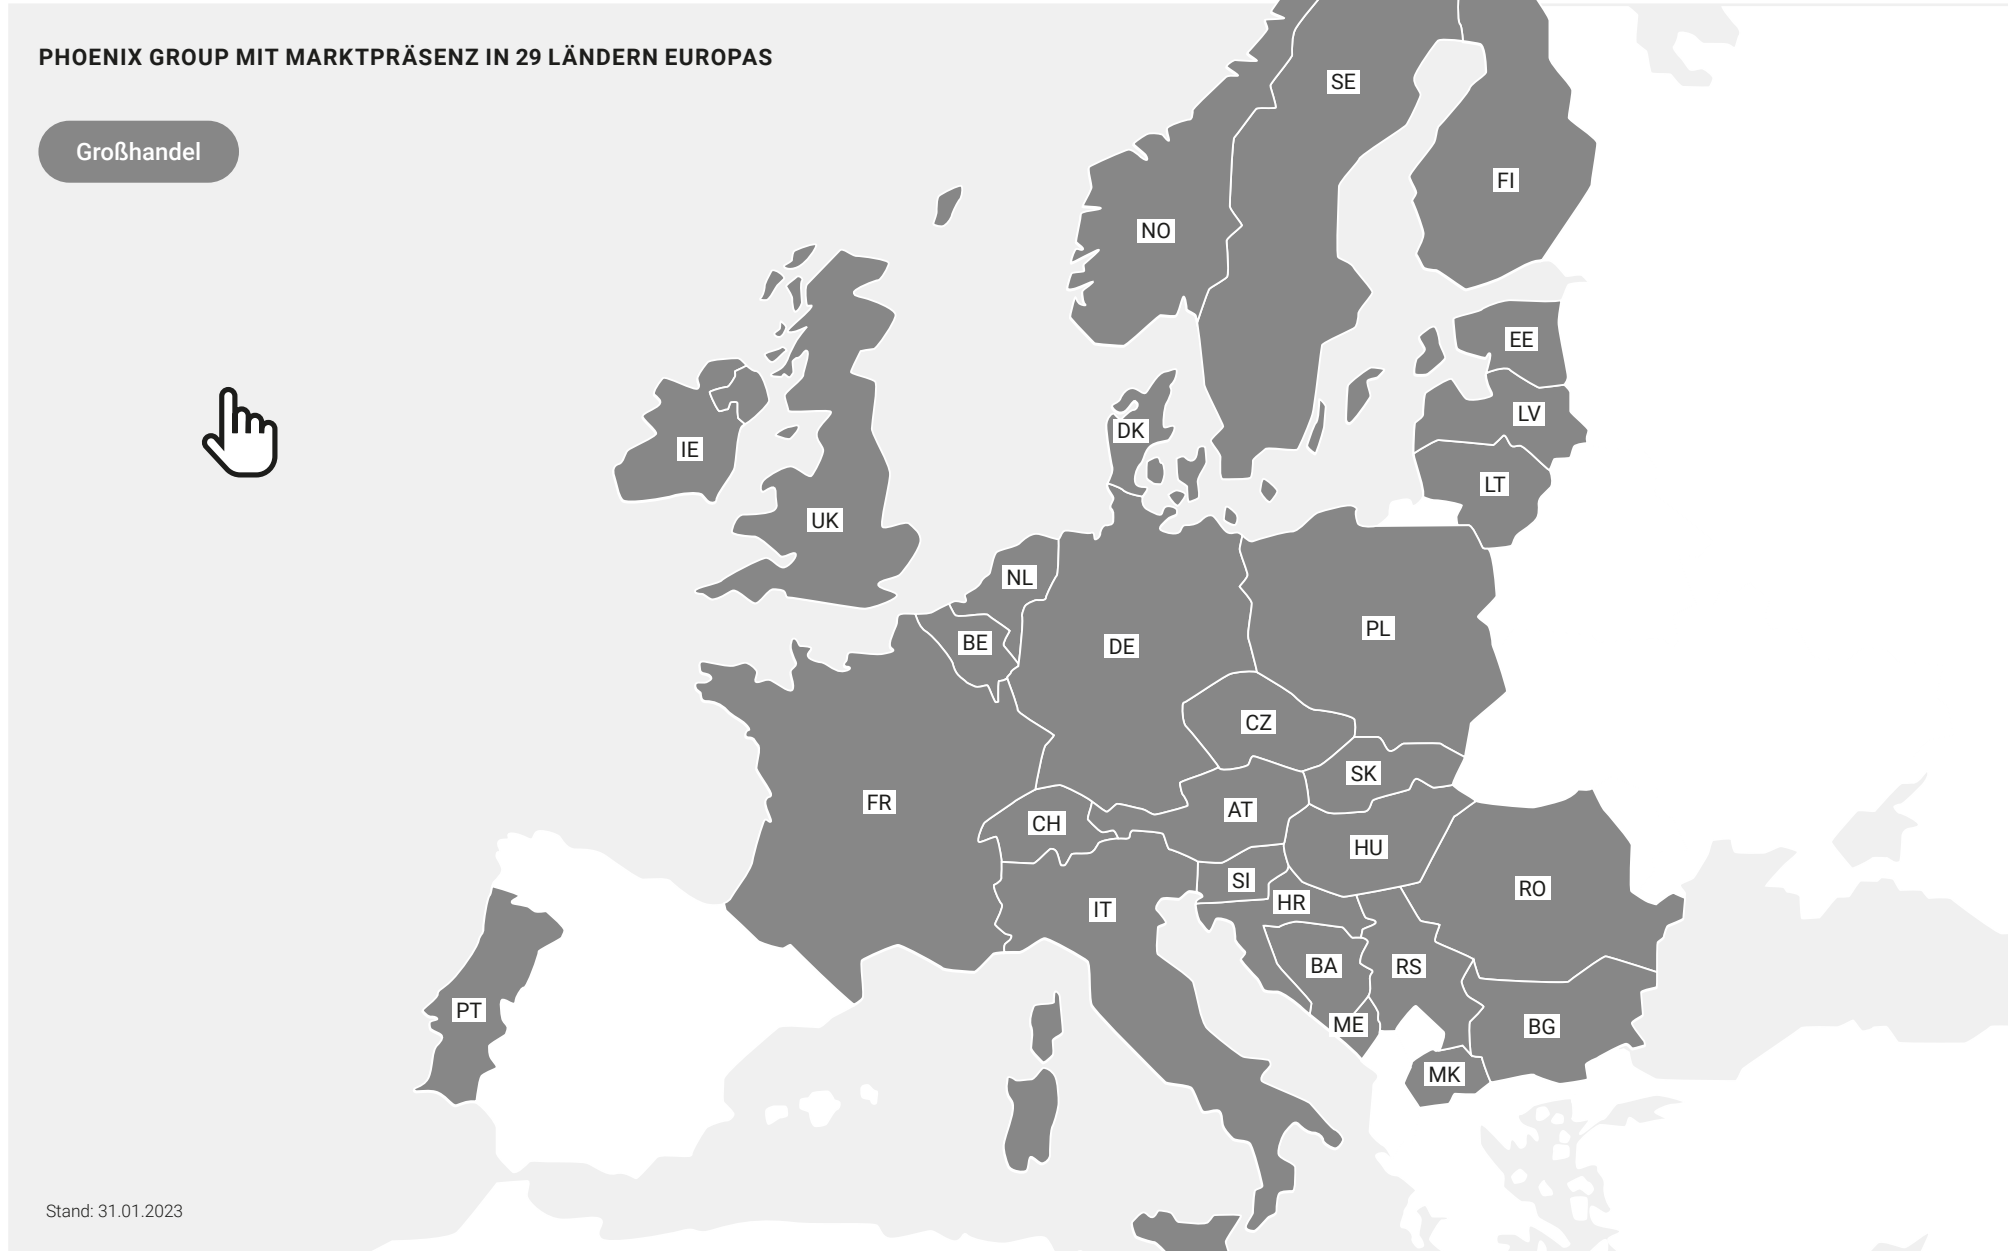 PHOENIX GROUP MIT MARKTPRÄSENZ IN 29 LÄNDERN EUROPAS
Großhandel
SE
FI
NO
EE
LV
DK
IE
LT
UK
NL
PL
BE
DE
CZ
SK
FR
AT
CH
HU
SI
RO
HR
IT
BA
RS
PT
ME
BG
MK
Stand: 31.01.2023